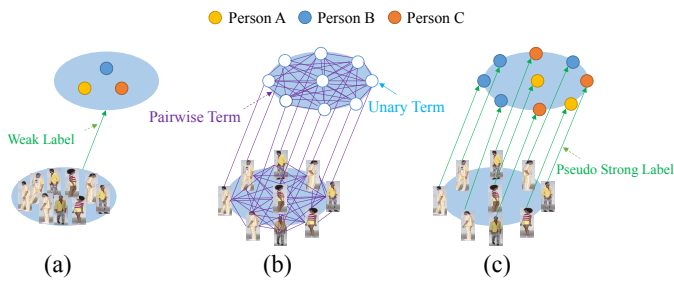 Person A Person B Person C
Pairwise Term
Unary Term
Weak Label
Pseudo Strong Label
(a) (b) (c)